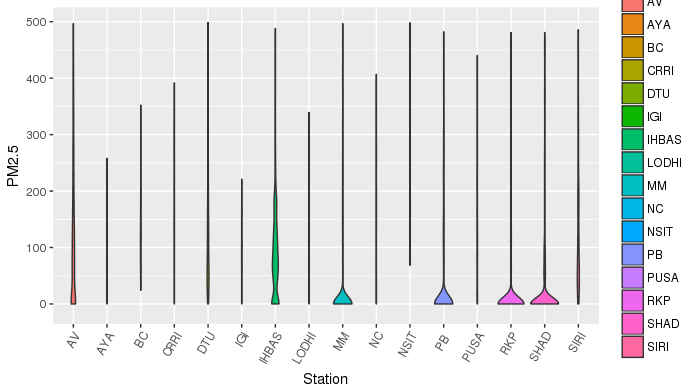 500
400
300
200
100
0
PM2.5
AV
AYA
BC
CRRI
DTU
IGI
IHBAS
LODHI
MM
NC
NSIT
PB
PUSA
RKP
SHAD
SIRI
Station
AV
AYA
BC
CRRI
DTU
IGI
IHBAS
LODHI
MM
NC
NSIT
PB
PUSA
RKP
SHAD
SIRI